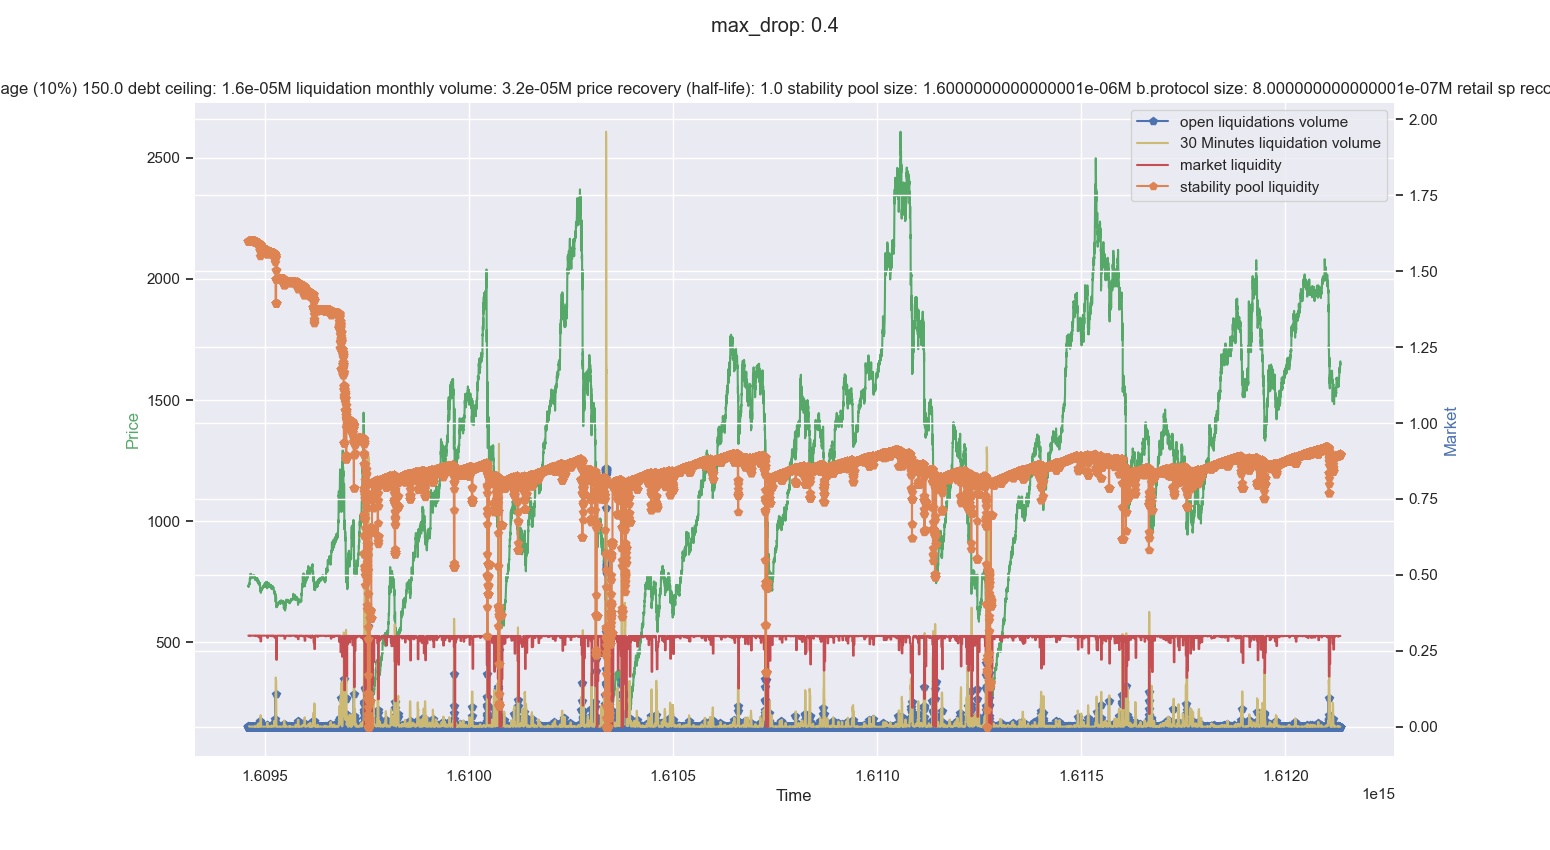 max_drop: 0.4
age (10%) 150.0 debt ceiling: 1.6e-05M liquidation monthly volume: 3.2e-05M price recovery (half-life): 1.0 stability pool size: 1.6000000000000001e-06M b.protocol size: 8.000000000000001e-07M retail sp reco
open liquidations volume
30 Minutes liquidation volume
market liquidity
stability pool liquidity
2500
2000
1500
1000
500
Price
2.00
1.75
1.50
1.25
1.00
0.75
0.50
0.25
0.00
Market
1.6095
1.6100
1.6105
1.6110
1.6115
1.6120
Time
1e15